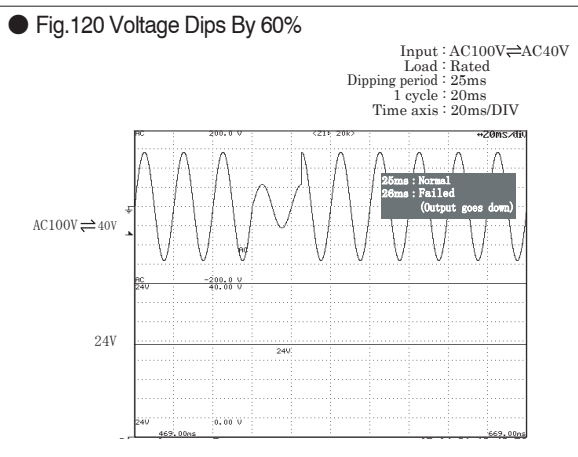 ● Fig.120 Voltage Dips By 60%
Input : AC100V⇌AC40V
Load : Rated
Dipping period : 25ms
1 cycle : 20ms
Time axis : 20ms/DIV
AC 200.0 V <21: 20k> ↔20ms/div
25ms : Normal
26ms : Failed
(Output goes down)
AC100V⇌40V
AC
AC -200.0 V
24V 40.00 V
24V
24V
24V 0.00 V
469.00ms 669.00ms